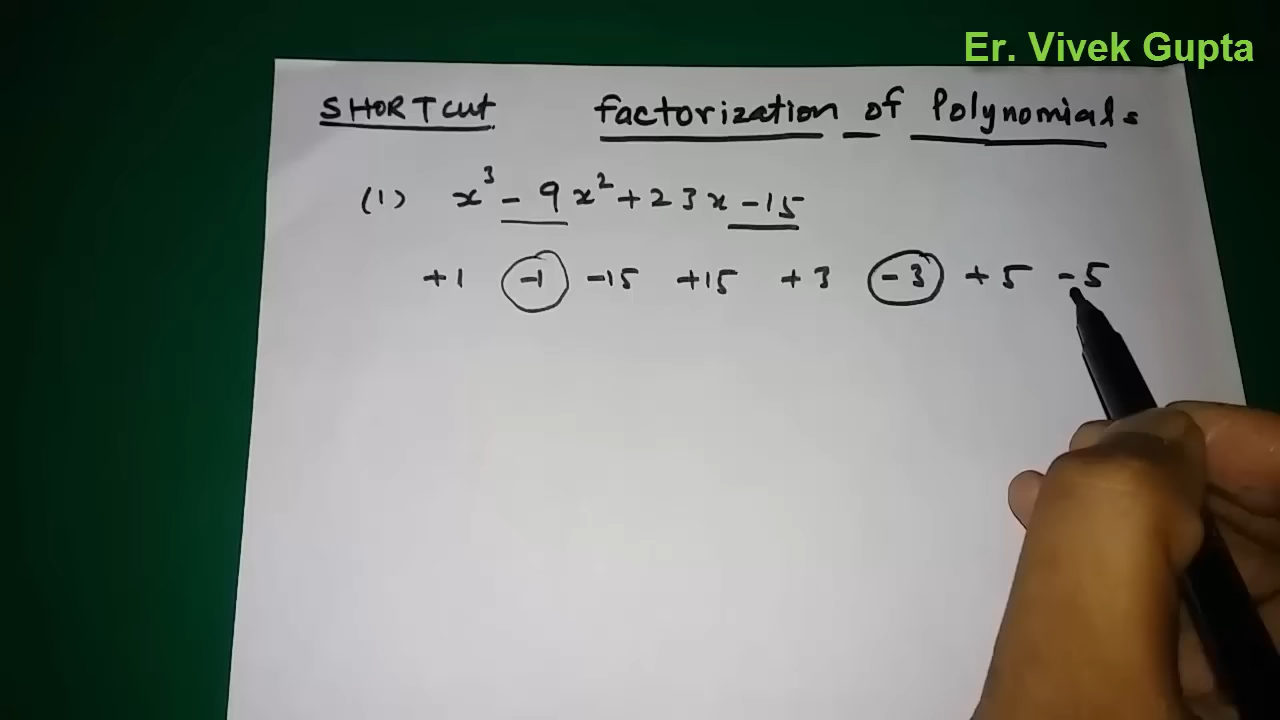 Er. Vivek Gupta
SHORTcut factorization of Polynomials
(1) x³ - 9x² + 23x - 15
+1 -1 -15 +15 +3 -3 +5 -5